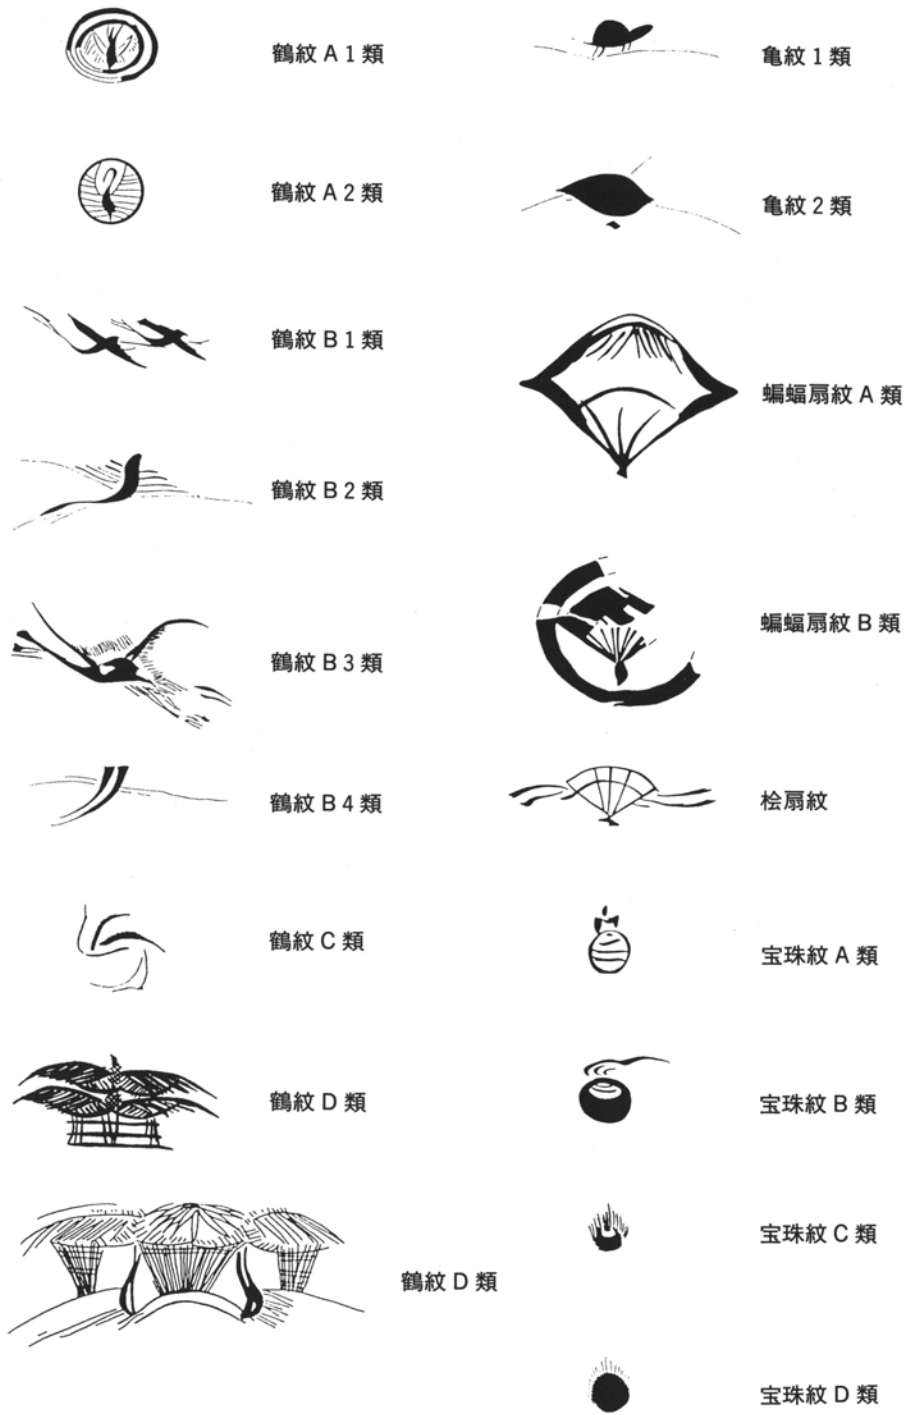 鶴紋 A 1 類
鶴紋 A 2 類
鶴紋 B 1 類
鶴紋 B 2 類
鶴紋 B 3 類
鶴紋 B 4 類
鶴紋 C 類
鶴紋 D 類
鶴紋 D 類
亀紋 1 類
亀紋 2 類
蝙蝠扇紋 A 類
蝙蝠扇紋 B 類
桧扇紋
宝珠紋 A 類
宝珠紋 B 類
宝珠紋 C 類
宝珠紋 D 類